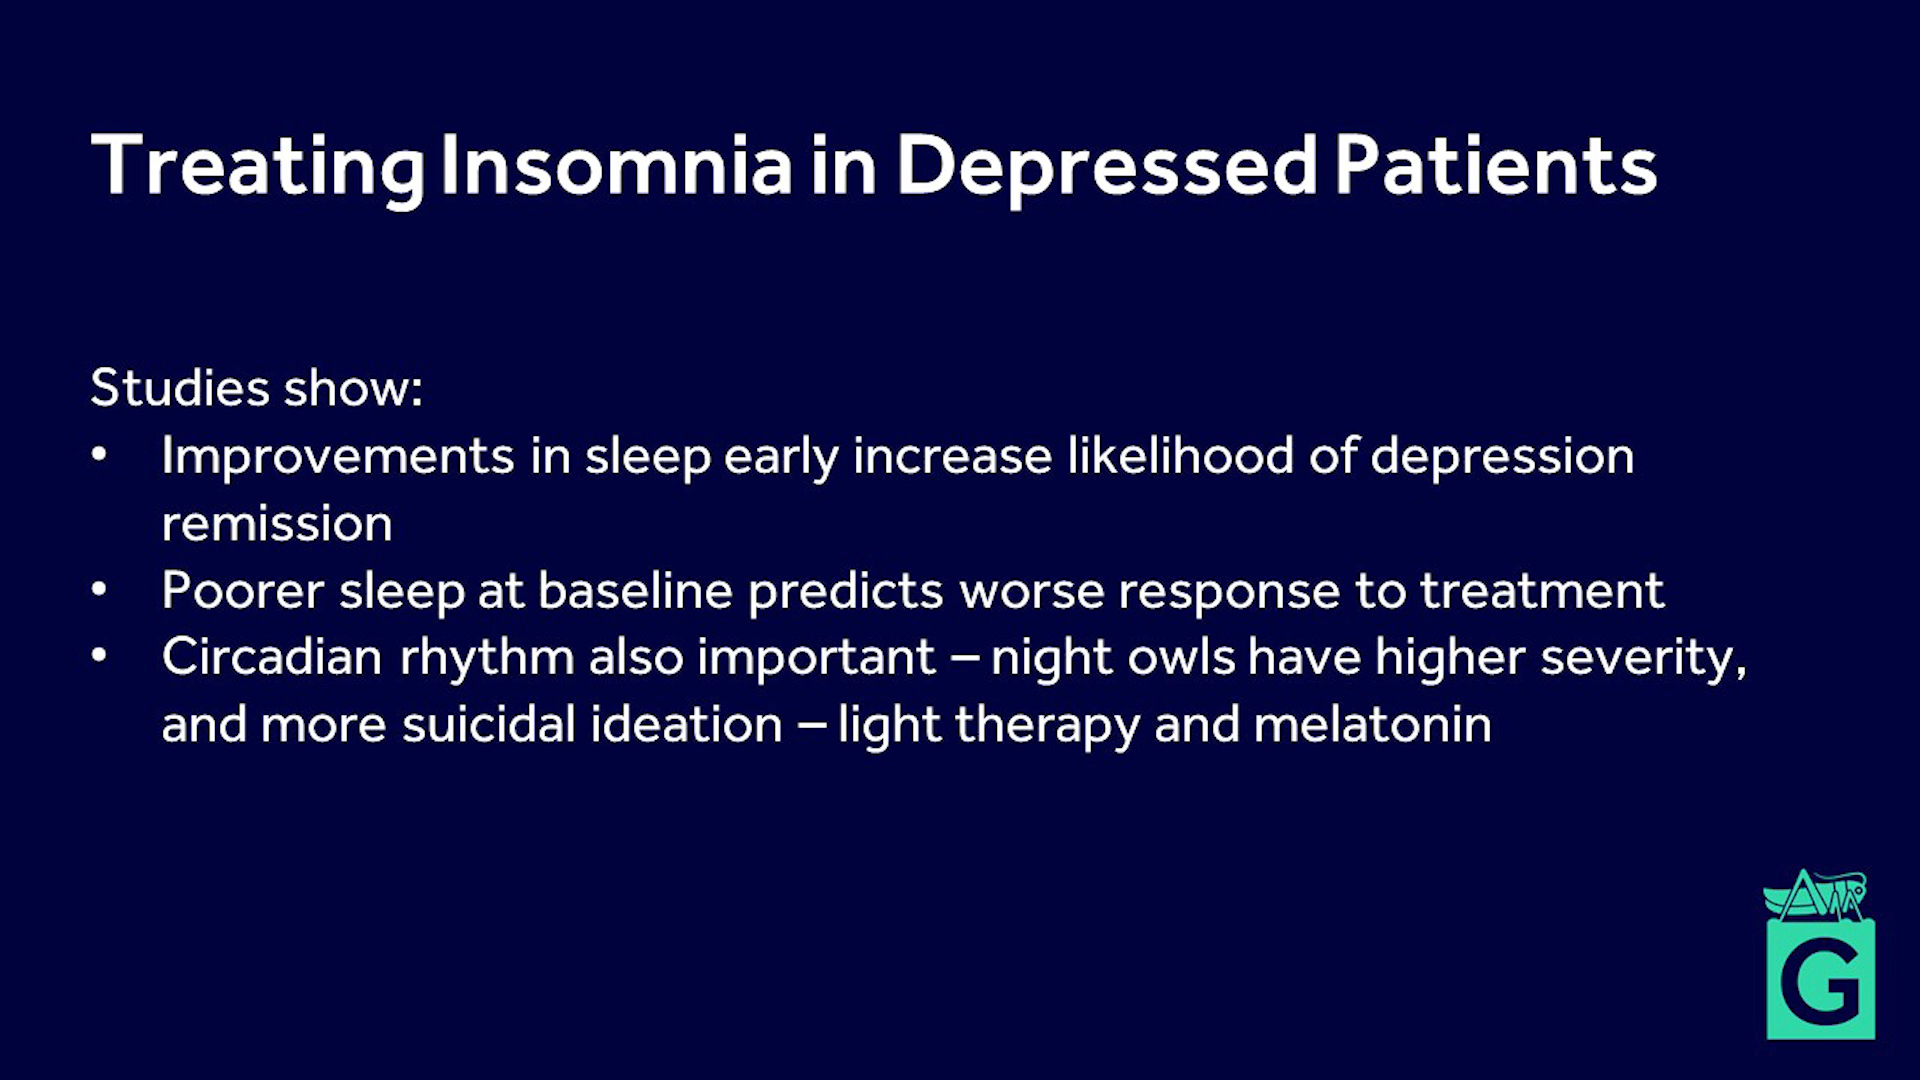 Treating Insomnia in Depressed Patients
Studies show:
• Improvements in sleep early increase likelihood of depression
remission
• Poorer sleep at baseline predicts worse response to treatment
• Circadian rhythm also important – night owls have higher severity,
and more suicidal ideation – light therapy and melatonin
G